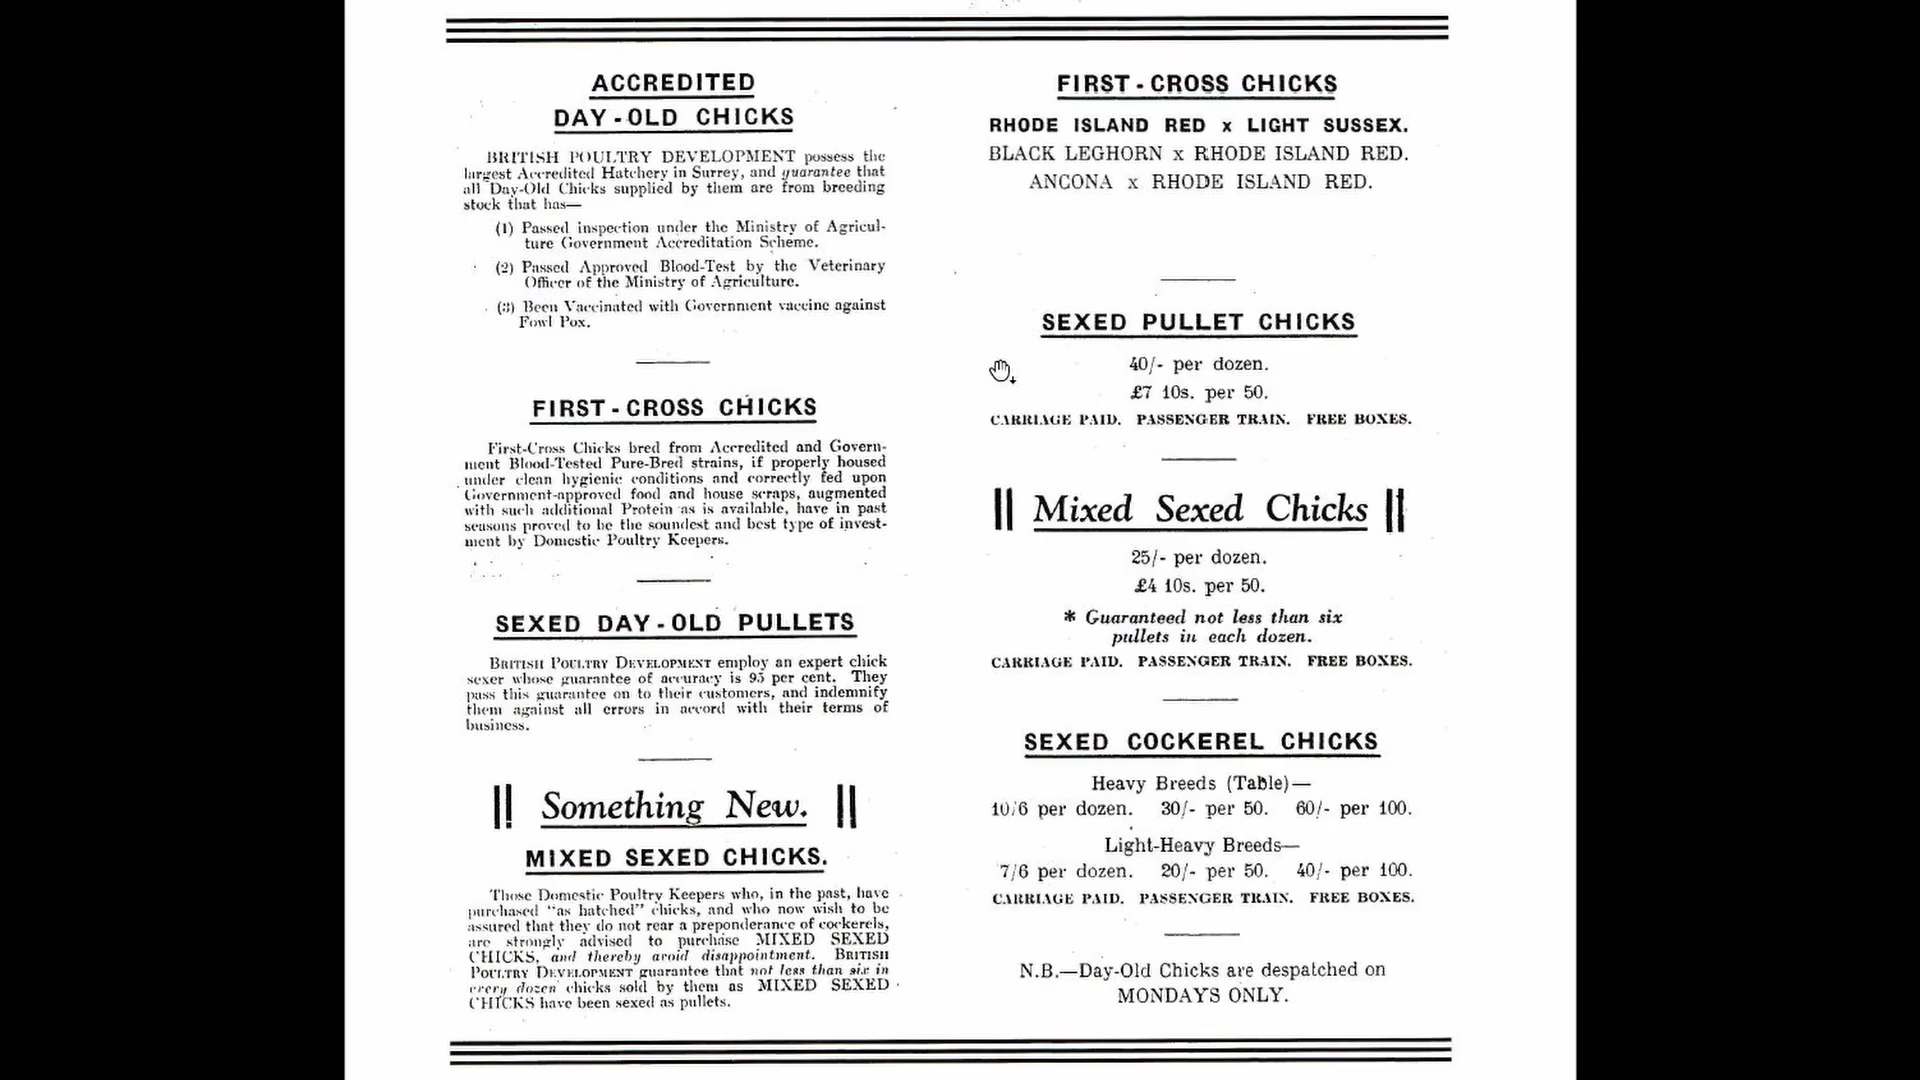 ACCREDITED
DAY-OLD CHICKS
BRITISH POULTRY DEVELOPMENT possess the
largest Accredited Hatchery in Surrey, and guarantee that
all Day-Old Chicks supplied by them are from breeding
stock that has—
(1) Passed inspection under the Ministry of Agricul-
ture Government Accreditation Scheme.
(2) Passed Approved Blood-Test by the Veterinary
Officer of the Ministry of Agriculture.
(3) Been Vaccinated with Government vaccine against
Fowl Pox.
FIRST-CROSS CHICKS
First-Cross Chicks bred from Accredited and Govern-
ment Blood-Tested Pure-Bred strains, if properly housed
under clean hygienic conditions and correctly fed upon
Government-approved food and house scraps, augmented
with such additional Protein as is available, have in past
seasons proved to be the soundest and best type of invest-
ment by Domestic Poultry Keepers.
SEXED DAY-OLD PULLETS
BRITISH POULTRY DEVELOPMENT employ an expert chick
sexer whose guarantee of accuracy is 95 per cent. They
pass this guarantee on to their customers, and indemnify
them against all errors in accord with their terms of
business.
Something New.
MIXED SEXED CHICKS.
Those Domestic Poultry Keepers who, in the past, have
purchased "as hatched" chicks, and who now wish to be
assured that they do not rear a preponderance of cockerels,
are strongly advised to purchase MIXED SEXED
CHICKS, and thereby avoid disappointment. BRITISH
POULTRY DEVELOPMENT guarantee that not less than six in
every dozen chicks sold by them as MIXED SEXED
CHICKS have been sexed as pullets.
FIRST-CROSS CHICKS
RHODE ISLAND RED x LIGHT SUSSEX.
BLACK LEGHORN x RHODE ISLAND RED.
ANCONA x RHODE ISLAND RED.
SEXED PULLET CHICKS
40/- per dozen.
£7 10s. per 50.
CARRIAGE PAID. PASSENGER TRAIN. FREE BOXES.
Mixed Sexed Chicks
25/- per dozen.
£4 10s. per 50.
* Guaranteed not less than six
pullets in each dozen.
CARRIAGE PAID. PASSENGER TRAIN. FREE BOXES.
SEXED COCKEREL CHICKS
Heavy Breeds (Table)—
10/6 per dozen. 30/- per 50. 60/- per 100.
Light-Heavy Breeds—
7/6 per dozen. 20/- per 50. 40/- per 100.
CARRIAGE PAID. PASSENGER TRAIN. FREE BOXES.
N.B.—Day-Old Chicks are despatched on
MONDAYS ONLY.